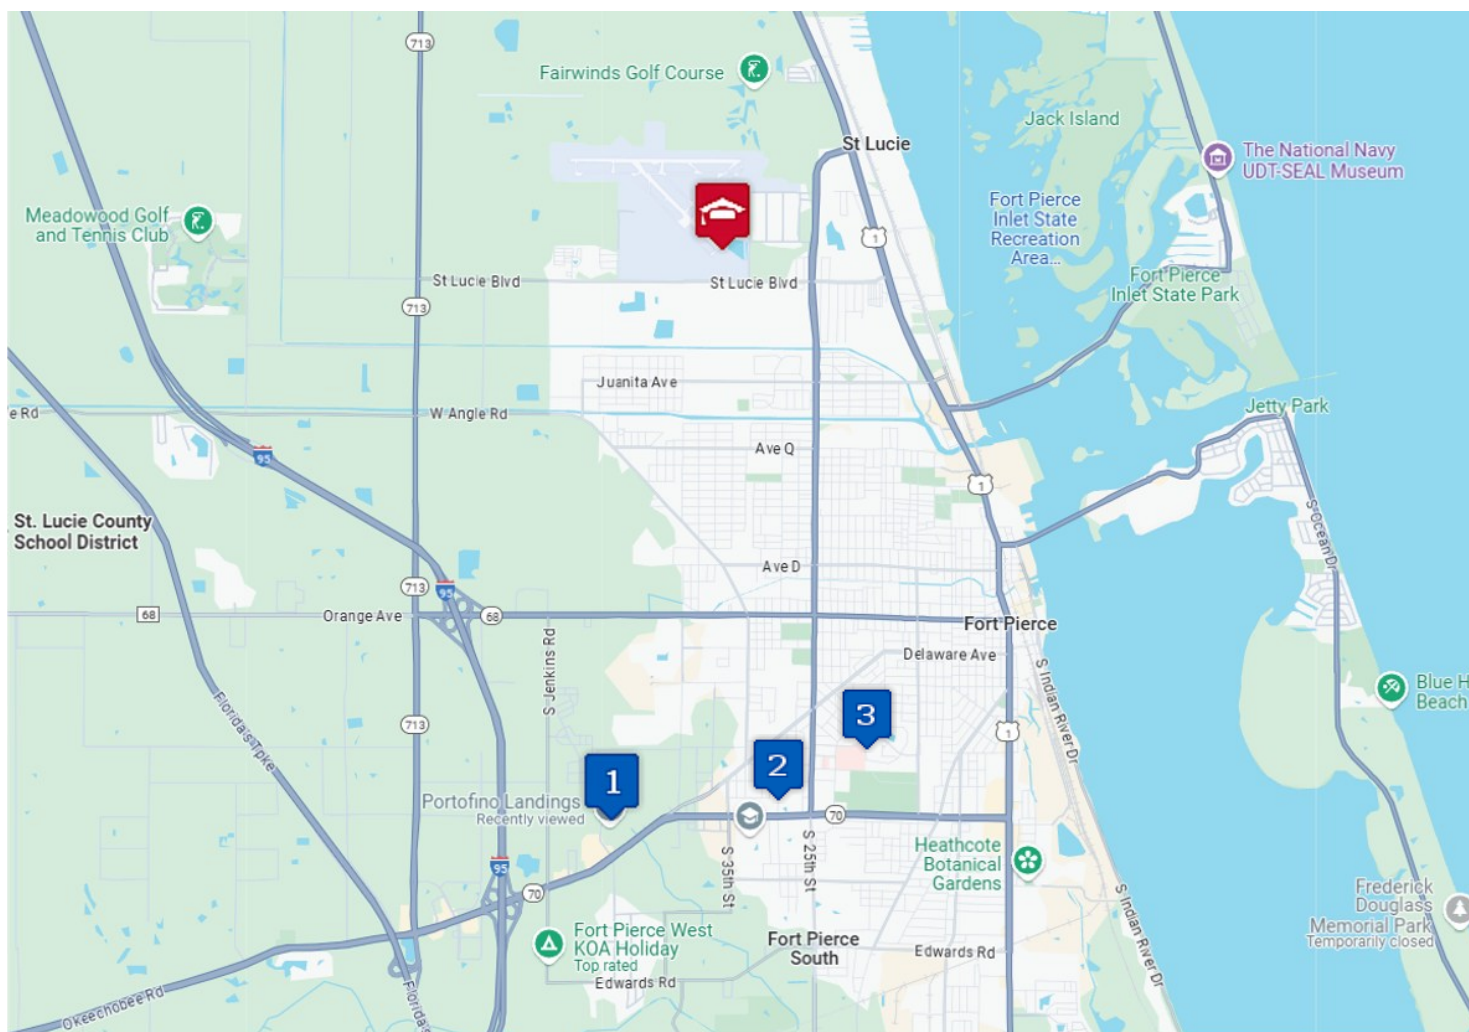 713
Fairwinds Golf Course
Jack Island
St Lucie
The National Navy
UDT-SEAL Museum
Meadowood Golf
and Tennis Club
Fort Pierce
Inlet State
Recreation
Area...
1
St Lucie Blvd
St Lucie Blvd
Fort Pierce
Inlet State Park
713
Juanita Ave
e Rd
W Angle Rd
Jetty Park
Ave Q
95
1
St. Lucie County
School District
S Ocean Dr
Ave D
713
95
68
Orange Ave
68
Fort Pierce
Delaware Ave
S Jenkins Rd
S Indian River Dr
Blue H
Beach
3
713
Florida's Tpke
1
2
1
Portofino Landings
Recently viewed
70
S 35th St
S 25th St
Heathcote
Botanical
Gardens
95
70
S Indian River Dr
Frederick
Douglass
Memorial Park
Temporarily closed
Fort Pierce West
KOA Holiday
Top rated
Fort Pierce
South
Edwards Rd
Edwards Rd
Okeechobee Rd
Florida's